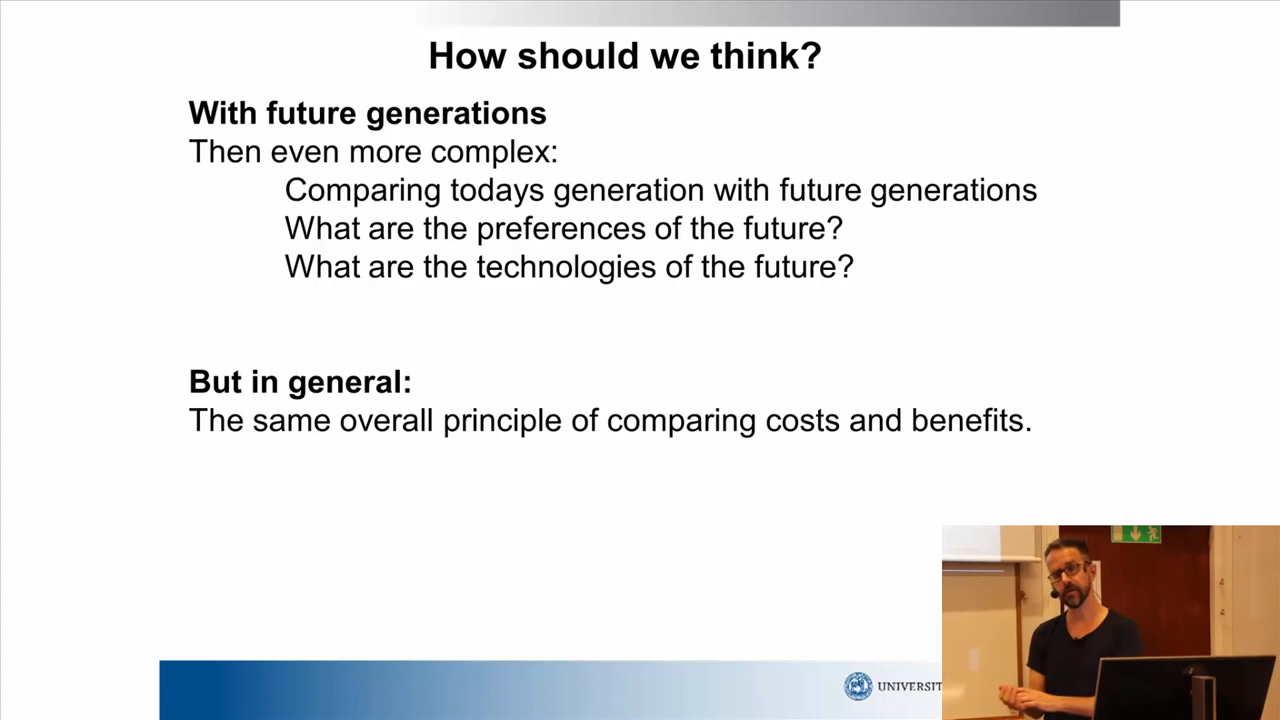 How should we think?
With future generations
Then even more complex:
Comparing todays generation with future generations
What are the preferences of the future?
What are the technologies of the future?
But in general:
The same overall principle of comparing costs and benefits.
UNIVERSIT